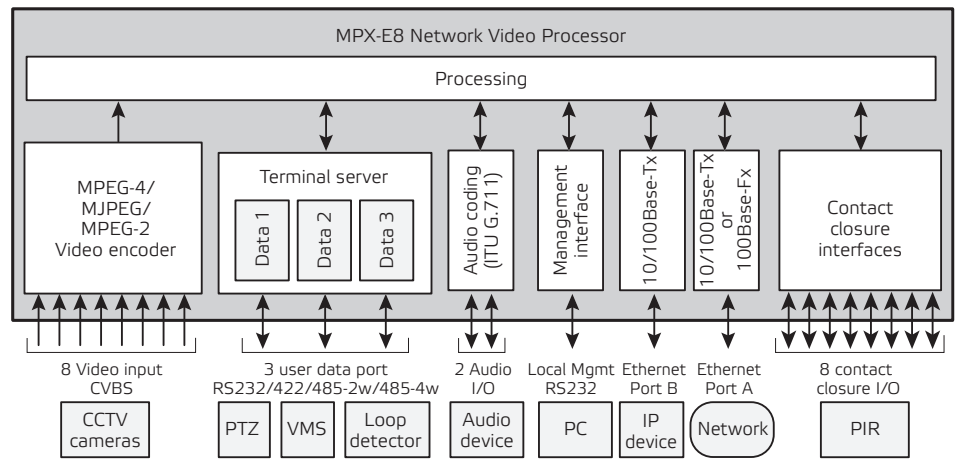 MPX-E8 Network Video Processor
Processing
MPEG-4/
MJPEG/
MPEG-2
Video encoder
Terminal server
Data 1
Data 2
Data 3
Audio coding
(ITU G.711)
Management
interface
10/100Base-Tx
10/100Base-Tx
or
100Base-Fx
Contact
closure
interfaces
8 Video input
CVBS
3 user data port
RS232/422/485-2w/485-4w
2 Audio
I/O
Local Mgmt
RS232
Ethernet
Port B
Ethernet
Port A
8 contact
closure I/O
CCTV
cameras
PTZ
VMS
Loop
detector
Audio
device
PC
IP
device
Network
PIR